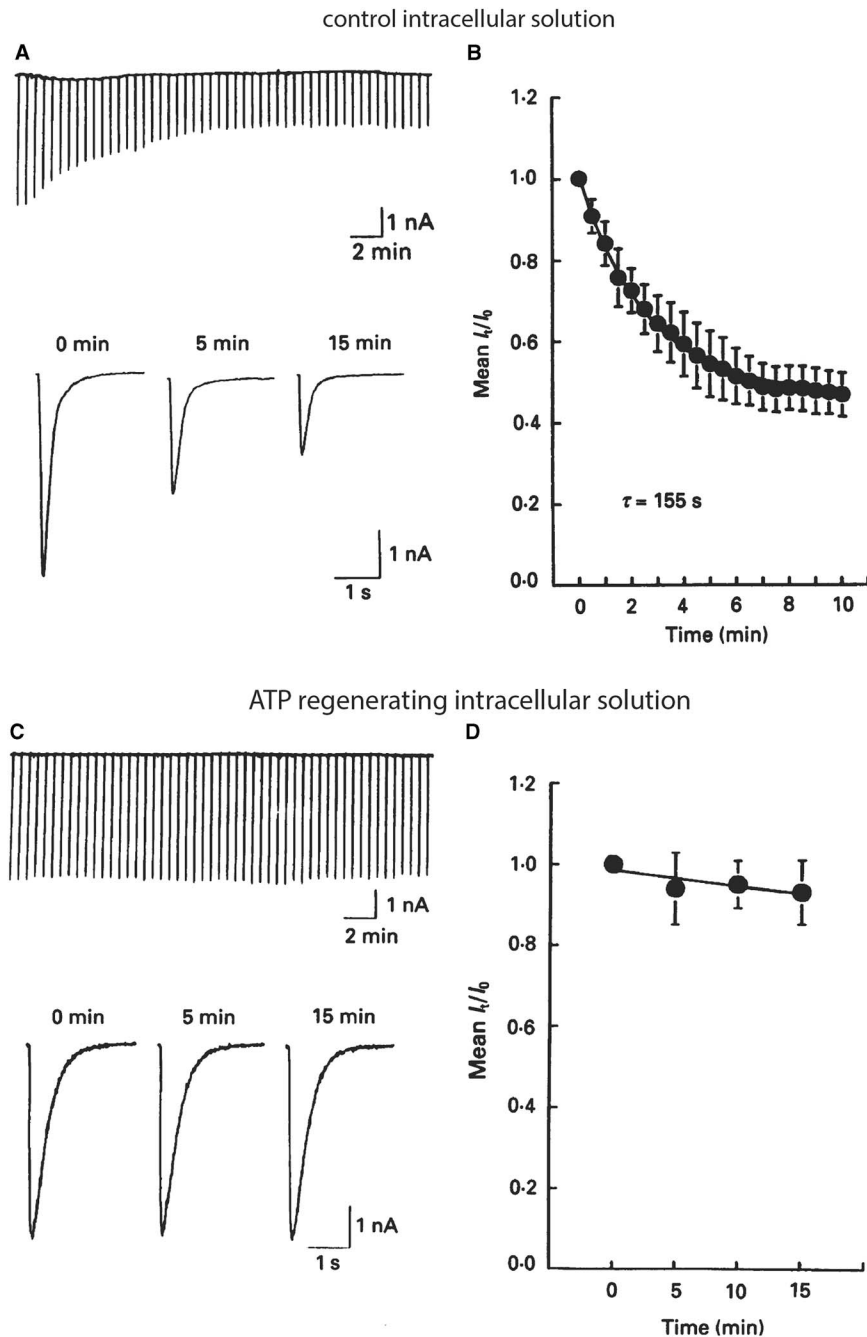 control intracellular solution
A
1 nA
2 min
0 min 5 min 15 min
1 nA
1 s
B
1·2
1·0
0·8
0·6
0·4
0·2
0·0
Mean It/I0
τ = 155 s
0 2 4 6 8 10
Time (min)
ATP regenerating intracellular solution
C
1 nA
2 min
0 min 5 min 15 min
1 nA
1 s
D
1·2
1·0
0·8
0·6
0·4
0·2
0·0
Mean It/I0
0 5 10 15
Time (min)